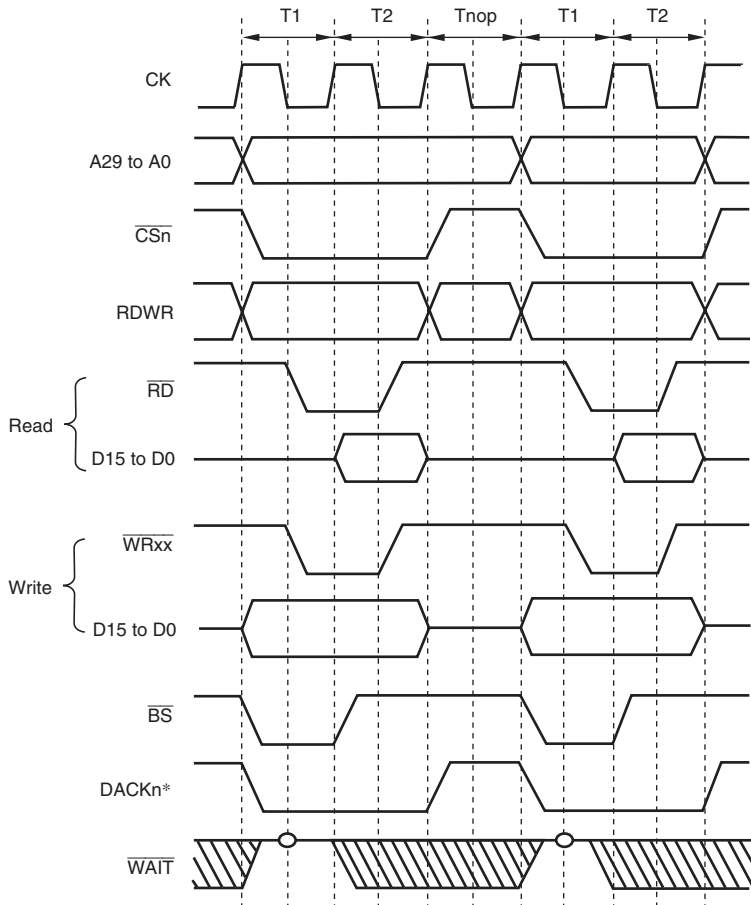 T1 T2 Tnop T1 T2
CK
A29 to A0
CSn
RDWR
RD
Read
D15 to D0
WRxx
Write
D15 to D0
BS
DACKn*
WAIT